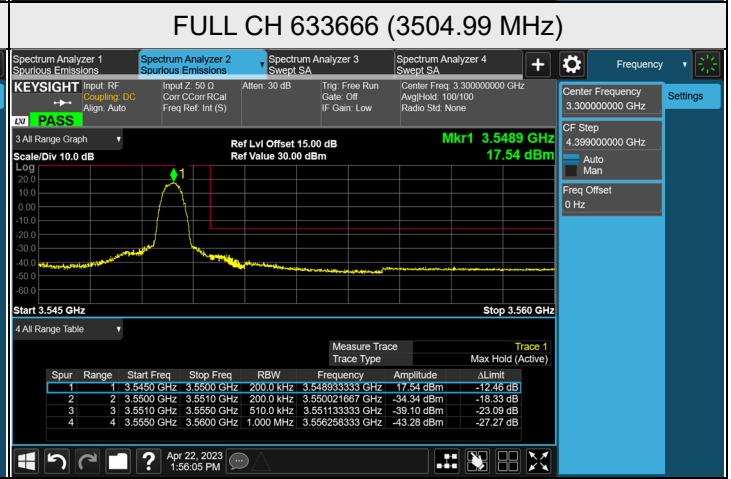 FULL CH 633666 (3504.99 MHz)
Spectrum Analyzer 1
Spurious Emissions
Spectrum Analyzer 2
Spurious Emissions
Spectrum Analyzer 3
Swept SA
Spectrum Analyzer 4
Swept SA
+
Frequency
KEYSIGHT
Input: RF
Coupling: DC
Align: Auto
Input Z: 50 Ω
Corr CCorr RCal
Freq Ref: Int (S)
Atten: 30 dB
Trig: Free Run
Gate: Off
IF Gain: Low
Center Freq: 3.300000000 GHz
Avg|Hold: 100/100
Radio Std: None
LXI PASS
Center Frequency
3.300000000 GHz
Settings
CF Step
4.399000000 GHz
Auto
Man
Freq Offset
0 Hz
3 All Range Graph
Ref Lvl Offset 15.00 dB
Mkr1 3.5489 GHz
Scale/Div 10.0 dB
Ref Value 30.00 dBm
17.54 dBm
Log
1
20.0
10.0
0.00
-10.0
-20.0
-30.0
-40.0
-50.0
-60.0
Start 3.545 GHz
Stop 3.560 GHz
4 All Range Table
Measure Trace Trace 1
Trace Type Max Hold (Active)
Spur Range Start Freq Stop Freq RBW Frequency Amplitude ΔLimit
1 1 3.5450 GHz 3.5500 GHz 200.0 kHz 3.548933333 GHz 17.54 dBm -12.46 dB
2 2 3.5500 GHz 3.5510 GHz 200.0 kHz 3.550021667 GHz -34.34 dBm -18.33 dB
3 3 3.5510 GHz 3.5550 GHz 510.0 kHz 3.551133333 GHz -39.10 dBm -23.09 dB
4 4 3.5550 GHz 3.5600 GHz 1.000 MHz 3.556258333 GHz -43.28 dBm -27.27 dB
?
Apr 22, 2023
1:56:05 PM